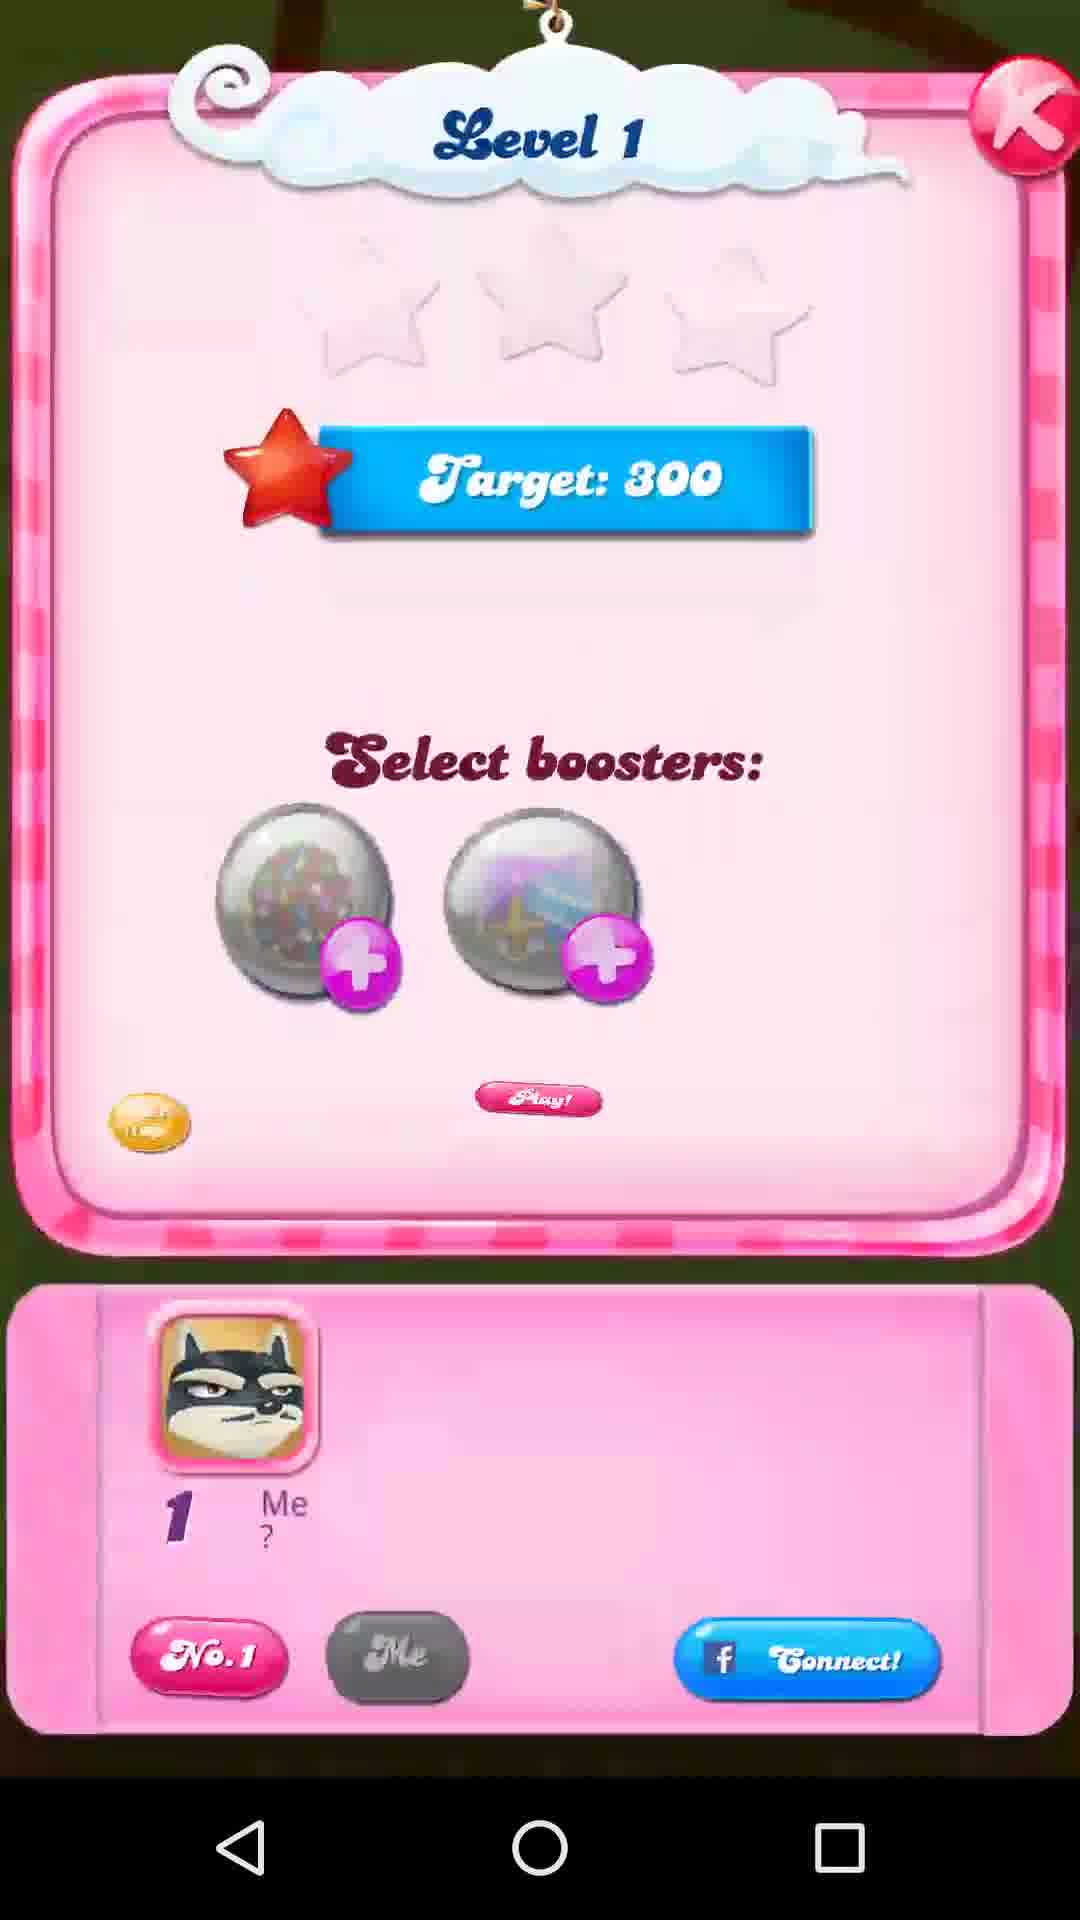 Level 1
Target: 300
Select boosters:
Play!
1
Me
?
No. 1
Me
f Connect!